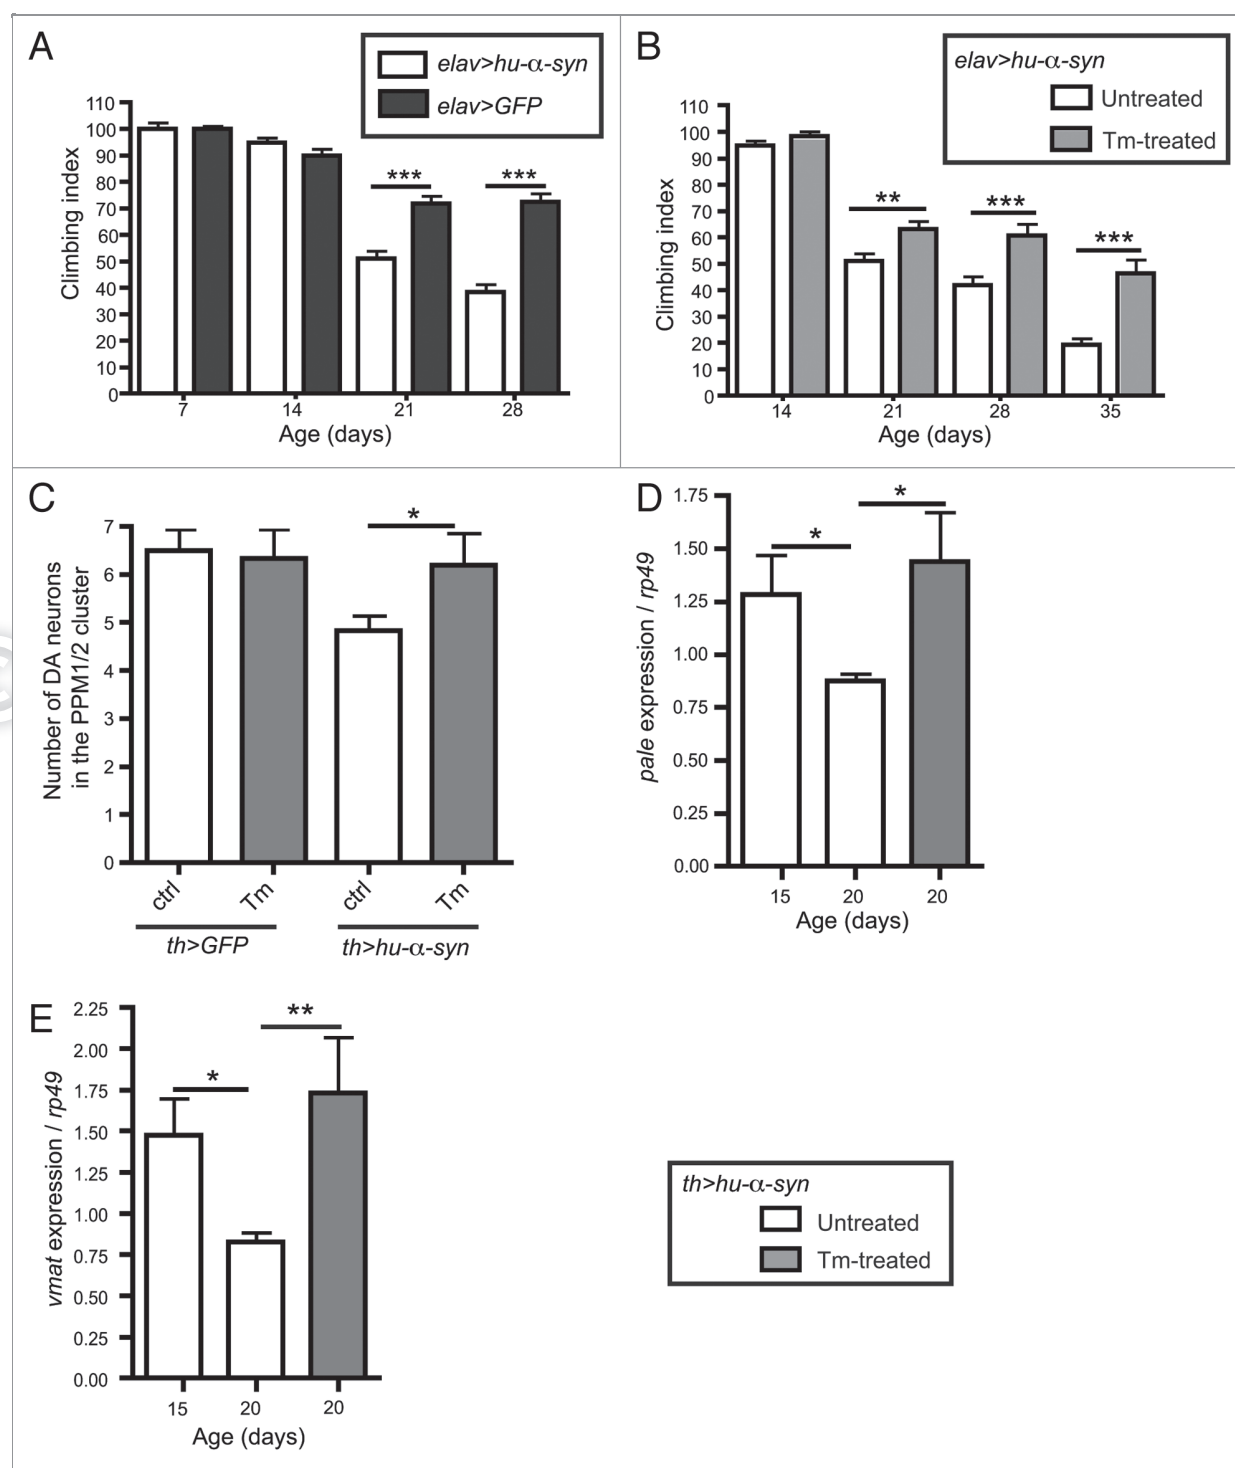 A
elav>hu-α-syn
elav>GFP
110
100
90
80
70
60
50
40
30
20
10
0
Climbing index
***
***
7
14
21
28
Age (days)
B
elav>hu-α-syn
Untreated
Tm-treated
110
100
90
80
70
60
50
40
30
20
10
0
Climbing index
**
***
***
14
21
28
35
Age (days)
C
7
6
5
4
3
2
1
0
Number of DA neurons
in the PPM1/2 cluster
*
ctrl
Tm
ctrl
Tm
th>GFP
th>hu-α-syn
D
1.75
1.50
1.25
1.00
0.75
0.50
0.25
0.00
pale expression / rp49
*
*
15
20
20
Age (days)
E
2.25
2.00
1.75
1.50
1.25
1.00
0.75
0.50
0.25
0.00
vmat expression / rp49
*
**
15
20
20
Age (days)
th>hu-α-syn
Untreated
Tm-treated